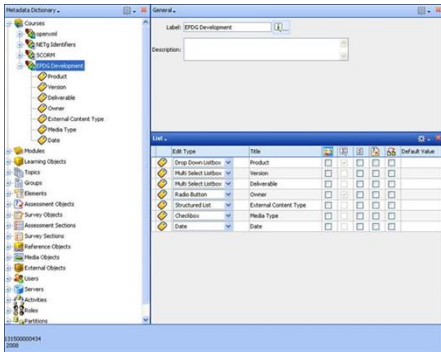 Metadata Dictionary
Courses
openxml
NETg Identifiers
SCORM
EPDG Development
Product
Version
Deliverable
Owner
External Content Type
Media Type
Date
Modules
Learning Objects
Topics
Groups
Elements
Assessment Objects
Survey Objects
Assessment Sections
Survey Sections
Reference Objects
Media Objects
External Objects
Users
Servers
Activities
Roles
Partitions
131500000434
2008
General
Label: EPDG Development
Description:
List
Edit Type Title Default Value
Drop Down Listbox Product
Multi Select Listbox Version
Multi Select Listbox Deliverable
Radio Button Owner
Structured List External Content Type
Checkbox Media Type
Date Date